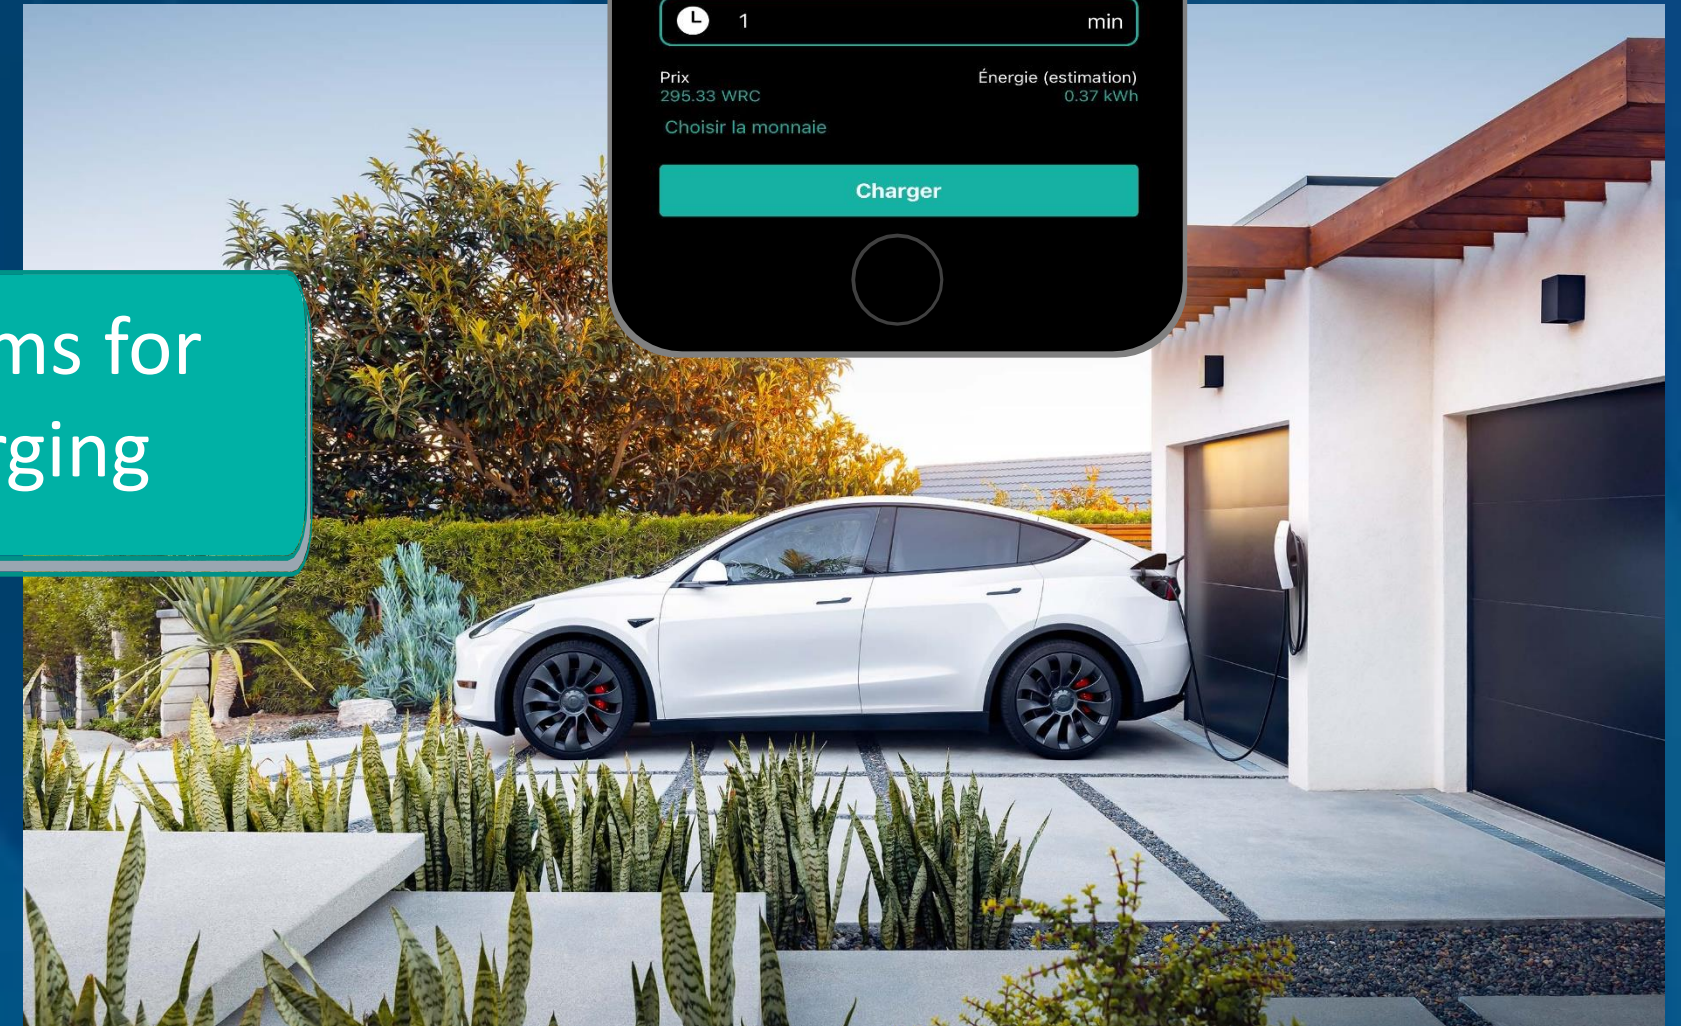 1 min
Prix Énergie (estimation)
295.33 WRC 0.37 kWh
Choisir la monnaie
Charger
ms for
rging